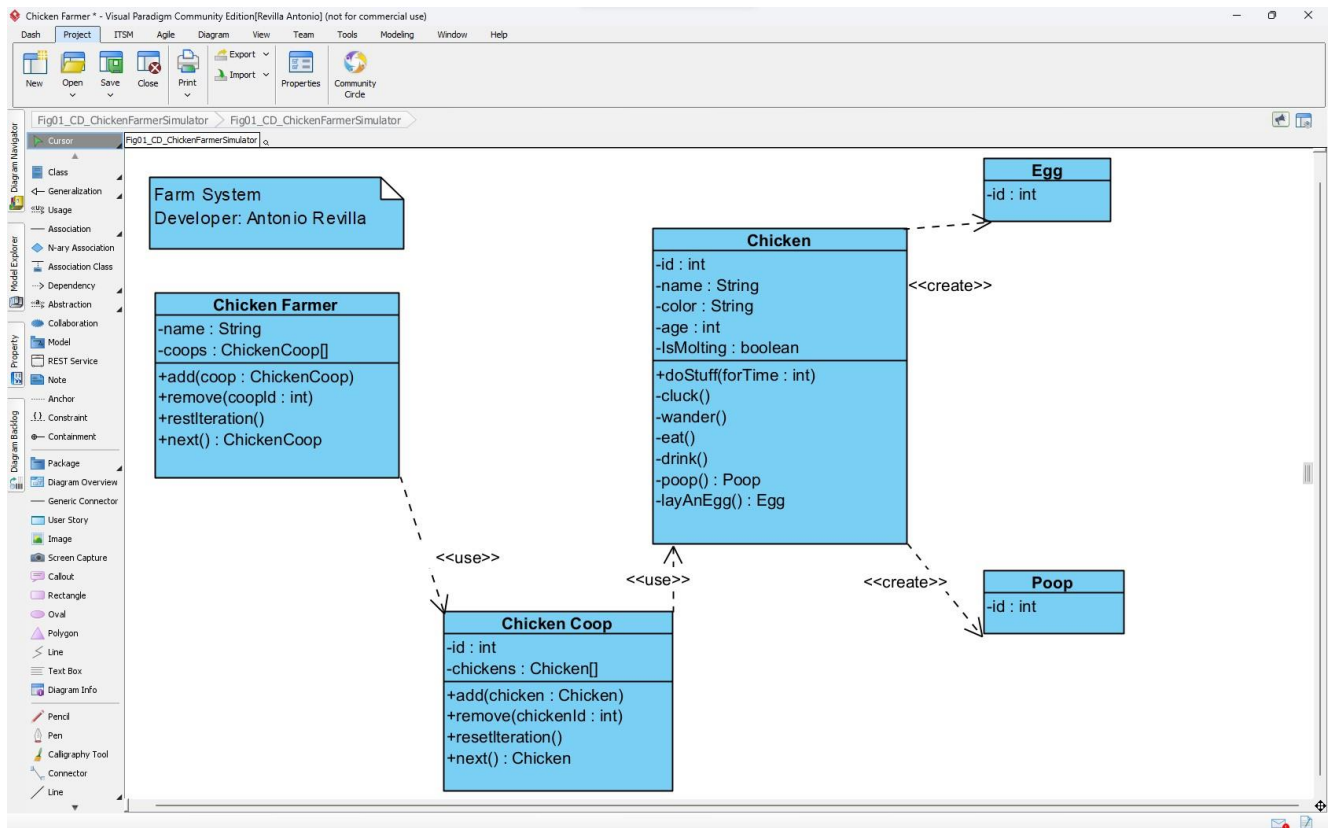 Chicken Farmer * - Visual Paradigm Community Edition[Revilla Antonio] (not for commercial use)
Dash Project ITSM Agile Diagram View Team Tools Modeling Window Help
New
Open
Save
Close
Print
Export
Import
Properties
Community
Circle
Fig01_CD_ChickenFarmerSimulator
Fig01_CD_ChickenFarmerSimulator
Fig01_CD_ChickenFarmerSimulator
Diagram Navigator
Model Explorer
Property
Diagram Backlog
Cursor
Class
Generalization
Usage
Association
N-ary Association
Association Class
Dependency
Abstraction
Collaboration
Model
REST Service
Note
Anchor
Constraint
Containment
Package
Diagram Overview
Generic Connector
User Story
Image
Screen Capture
Callout
Rectangle
Oval
Polygon
Line
Text Box
Diagram Info
Pencil
Pen
Calligraphy Tool
Connector
Line
Farm System
Developer: Antonio Revilla
Chicken Farmer
-name : String
-coops : ChickenCoop[]
+add(coop : ChickenCoop)
+remove(coopId : int)
+restIteration()
+next() : ChickenCoop
<<use>>
Chicken Coop
-id : int
-chickens : Chicken[]
+add(chicken : Chicken)
+remove(chickenId : int)
+resetIteration()
+next() : Chicken
<<use>>
Chicken
-id : int
-name : String
-color : String
-age : int
-IsMolting : boolean
+doStuff(forTime : int)
-cluck()
-wander()
-eat()
-drink()
-poop() : Poop
-layAnEgg() : Egg
<<create>>
Egg
-id : int
<<create>>
Poop
-id : int